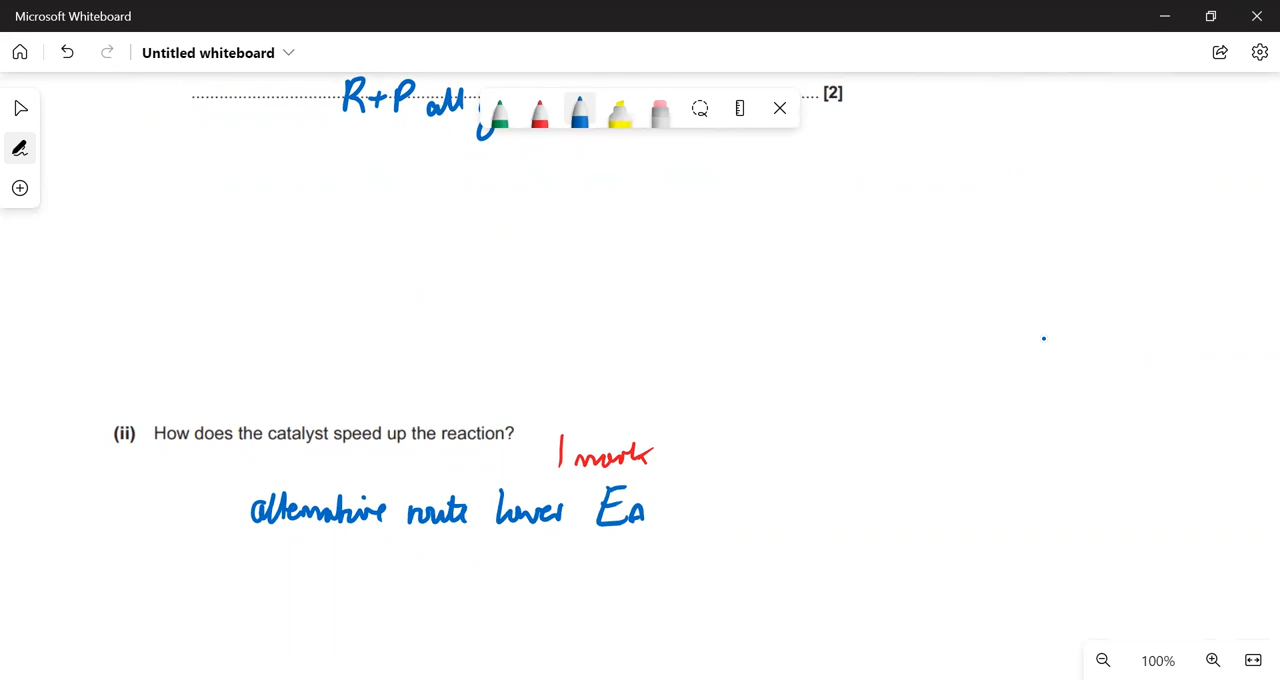 Microsoft Whiteboard
Untitled whiteboard
R+P all [2]
(ii) How does the catalyst speed up the reaction?
1 mark
alternative route lower EA
100%